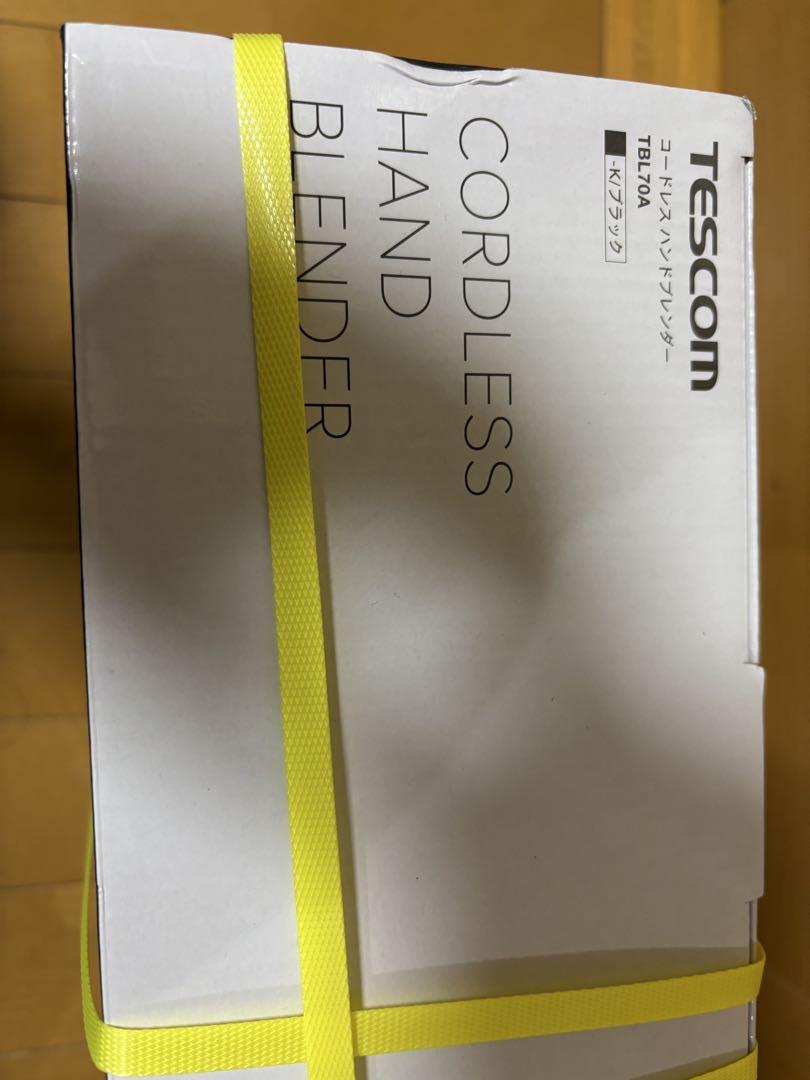 TESCOM
コードレス ハンドブレンダー
TBL70A
-K/ブラック
CORDLESS
HAND
BLENDER